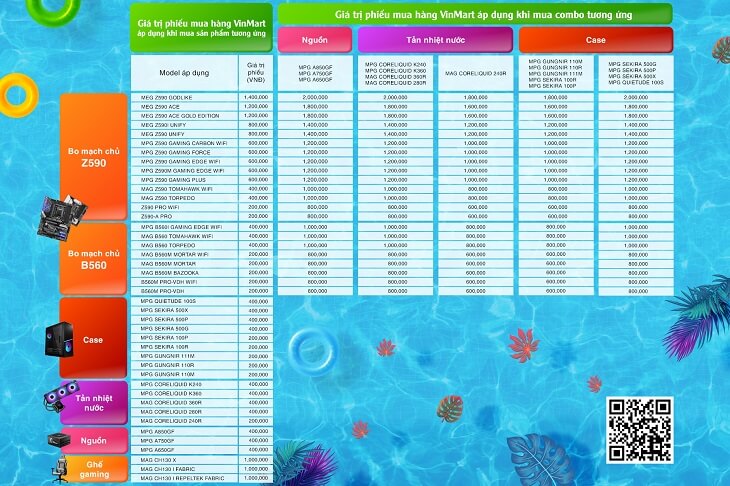 Giá trị phiếu mua hàng VinMart
áp dụng khi mua sản phẩm tương ứng
Giá trị phiếu mua hàng VinMart áp dụng khi mua combo tương ứng
Nguồn
Tản nhiệt nước
Case
Model áp dụng
Giá trị
phiếu
(VNĐ)
MPG A850GF
MPG A750GF
MPG A650GF
MPG CORELIQUID K240
MPG CORELIQUID K360
MAG CORELIQUID 360R
MAG CORELIQUID 280R
MAG CORELIQUID 240R
MPG GUNGNIR 110M
MPG GUNGNIR 110R
MPG GUNGNIR 111M
MPG SEKIRA 100R
MPG SEKIRA 100P
MPG SEKIRA 500G
MPG SEKIRA 500P
MPG SEKIRA 500X
MPG QUIETUDE 100S
Bo mạch chủ
Z590
MEG Z590 GODLIKE 1,400,000 2,000,000 2,000,000 1,800,000 1,800,000 2,000,000
MEG Z590 ACE 1,200,000 1,800,000 1,800,000 1,600,000 1,600,000 1,800,000
MEG Z590 ACE GOLD EDITION 1,200,000 1,800,000 1,800,000 1,600,000 1,600,000 1,800,000
MEG Z590I UNIFY 800,000 1,400,000 1,400,000 1,200,000 1,200,000 1,400,000
MEG Z590 UNIFY 800,000 1,400,000 1,400,000 1,200,000 1,200,000 1,400,000
MPG Z590 GAMING CARBON WIFI 600,000 1,200,000 1,200,000 1,000,000 1,000,000 1,200,000
MPG Z590 GAMING FORCE 600,000 1,200,000 1,200,000 1,000,000 1,000,000 1,200,000
MPG Z590 GAMING EDGE WIFI 600,000 1,200,000 1,200,000 1,000,000 1,000,000 1,200,000
MPG Z590M GAMING EDGE WIFI 600,000 1,200,000 1,200,000 1,000,000 1,000,000 1,200,000
MPG Z590 GAMING PLUS 600,000 1,200,000 1,200,000 1,000,000 1,000,000 1,200,000
MAG Z590 TOMAHAWK WIFI 400,000 1,000,000 1,000,000 800,000 800,000 1,000,000
MAG Z590 TORPEDO 400,000 1,000,000 1,000,000 800,000 800,000 1,000,000
Z590 PRO WIFI 200,000 800,000 800,000 600,000 600,000 800,000
Z590-A PRO 200,000 800,000 800,000 600,000 600,000 800,000
Bo mạch chủ
B560
MPG B560I GAMING EDGE WIFI 400,000 1,000,000 1,000,000 800,000 800,000 1,000,000
MAG B560 TOMAHAWK WIFI 400,000 1,000,000 1,000,000 800,000 800,000 1,000,000
MAG B560 TORPEDO 400,000 1,000,000 1,000,000 800,000 800,000 1,000,000
MAG B560M MORTAR WIFI 200,000 800,000 800,000 600,000 600,000 800,000
MAG B560M MORTAR 200,000 800,000 800,000 600,000 600,000 800,000
MAG B560M BAZOOKA 200,000 800,000 800,000 600,000 600,000 800,000
B560M PRO-VDH WIFI 200,000 800,000 800,000 600,000 600,000 800,000
B560M PRO-VDH 200,000 800,000 800,000 600,000 600,000 800,000
Case
MPG QUIETUDE 100S 400,000
MPG SEKIRA 500X 400,000
MPG SEKIRA 500P 400,000
MPG SEKIRA 500G 400,000
MPG SEKIRA 100P 200,000
MPG SEKIRA 100R 200,000
MPG GUNGNIR 111M 200,000
MPG GUNGNIR 110R 200,000
MPG GUNGNIR 110M 200,000
Tản nhiệt
nước
MPG CORELIQUID K240 400,000
MPG CORELIQUID K360 400,000
MAG CORELIQUID 360R 400,000
MAG CORELIQUID 280R 400,000
MAG CORELIQUID 240R 200,000
Nguồn
MPG A850GF 400,000
MPG A750GF 400,000
MPG A650GF 400,000
Ghế
gaming
MAG CH130 X 1,000,000
MAG CH130 I FABRIC 1,000,000
MAG CH130 I REPELTEK FABRIC 1,000,000